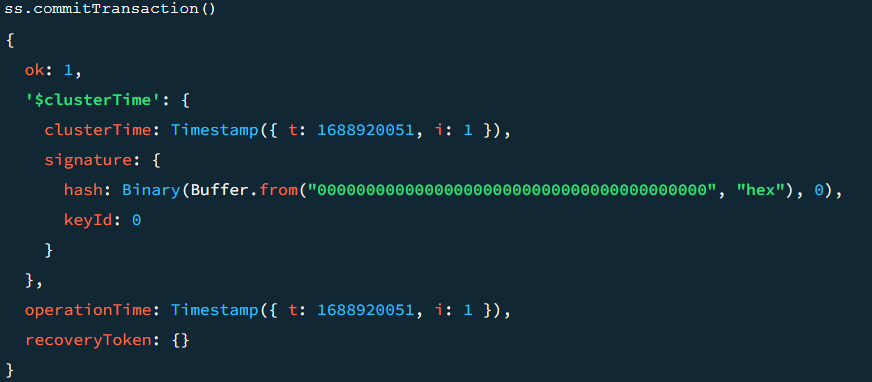 ss.commitTransaction()
{
  ok: 1,
  '$clusterTime': {
    clusterTime: Timestamp({ t: 1688920051, i: 1 }),
    signature: {
      hash: Binary(Buffer.from("0000000000000000000000000000000000000000", "hex"), 0),
      keyId: 0
    }
  },
  operationTime: Timestamp({ t: 1688920051, i: 1 }),
  recoveryToken: {}
}